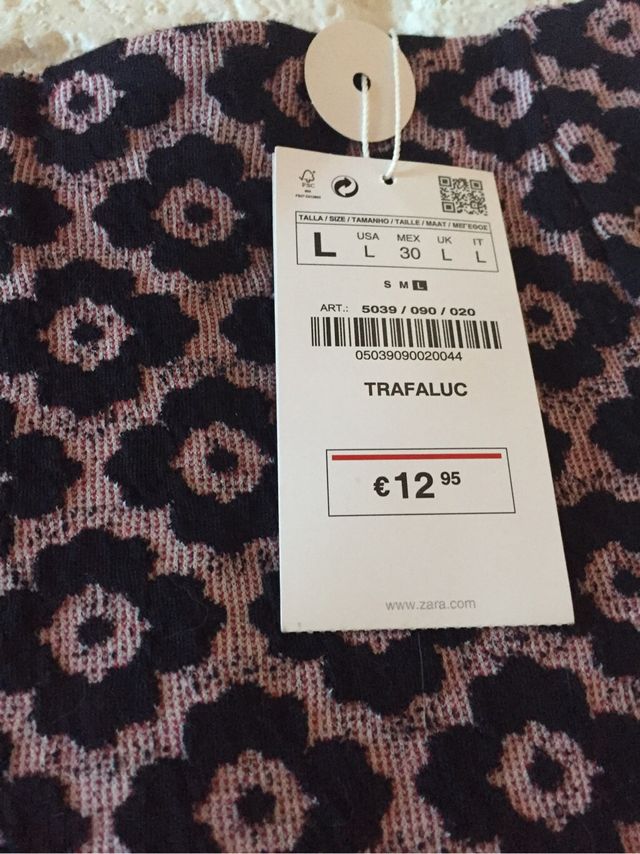 FSC
TALLA / SIZE / TAMANHO / TAILLE / MAAT / ΜΕΓΕΘΟΣ
L USA L MEX 30 UK L IT L
S M L
ART.: 5039 / 090 / 020
05039090020044
TRAFALUC
€ 12 95
www.zara.com